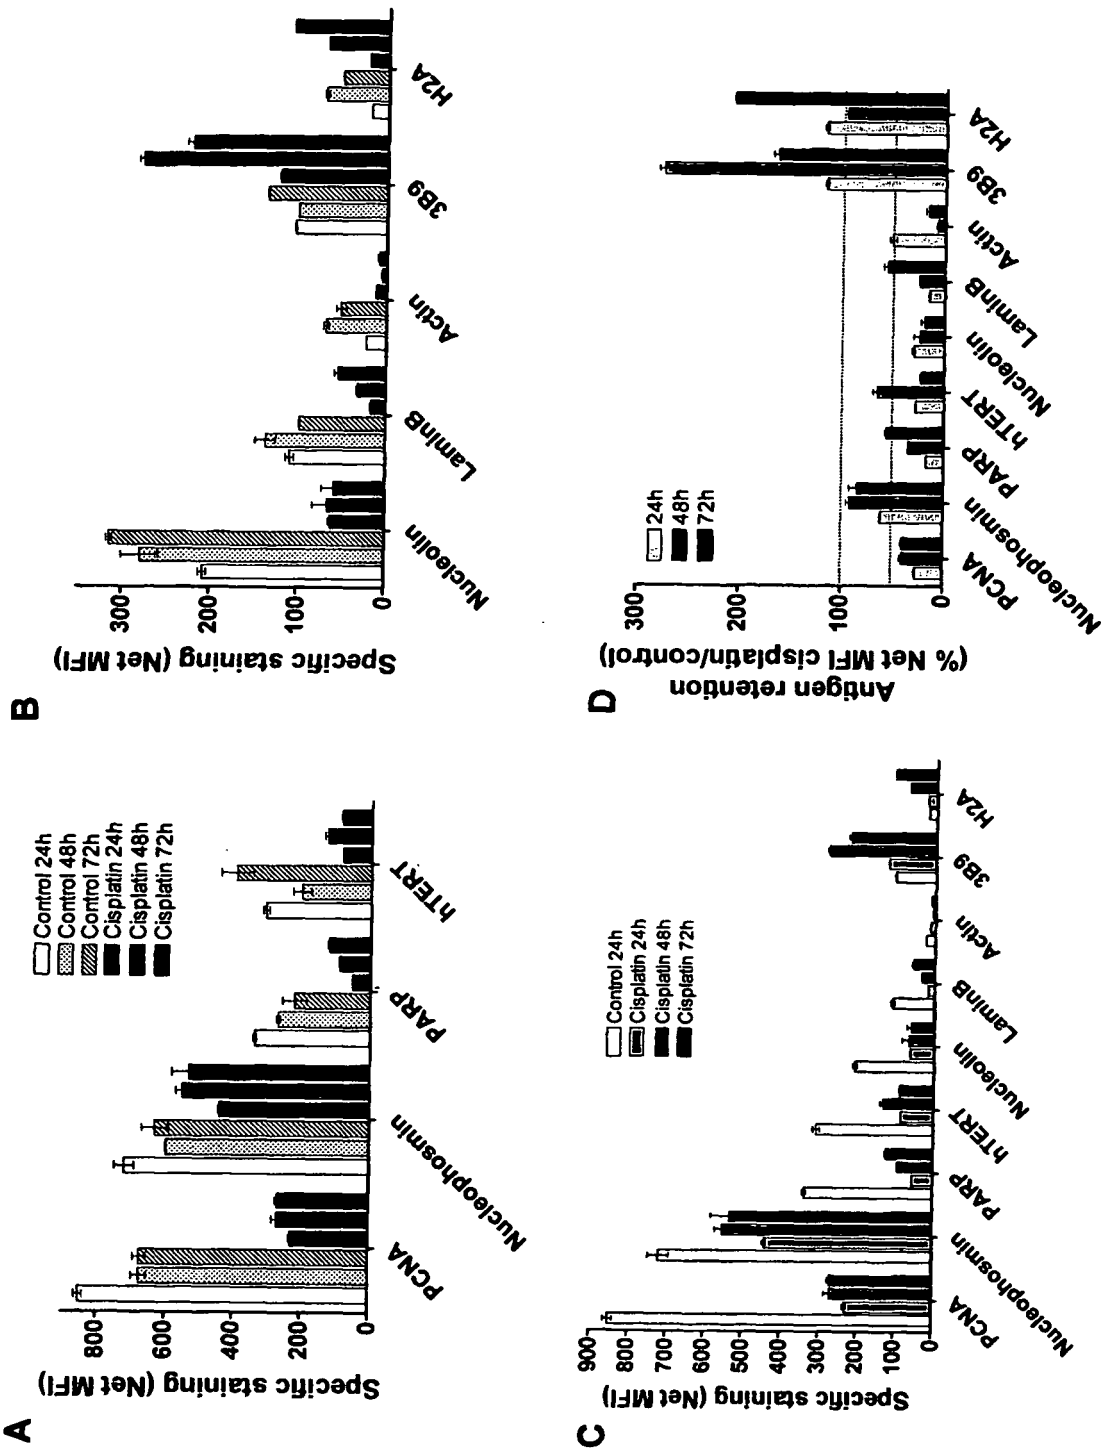 A
Specific staining (Net MFI)
800
600
400
200
0
Control 24h
Control 48h
Control 72h
Cisplatin 24h
Cisplatin 48h
Cisplatin 72h
PCNA
Nucleophosmin
PARP
hTERT
B
Specific staining (Net MFI)
300
200
100
0
Nucleolin
LaminB
Actin
3B9
H2A
C
Specific staining (Net MFI)
900
800
700
600
500
400
300
200
100
0
Control 24h
Cisplatin 24h
Cisplatin 48h
Cisplatin 72h
PCNA
Nucleophosmin
PARP
hTERT
Nucleolin
LaminB
Actin
3B9
H2A
D
Antigen retention
(% Net MFI cisplatin/control)
300
200
100
0
24h
48h
72h
PCNA
Nucleophosmin
PARP
hTERT
Nucleolin
LaminB
Actin
3B9
H2A